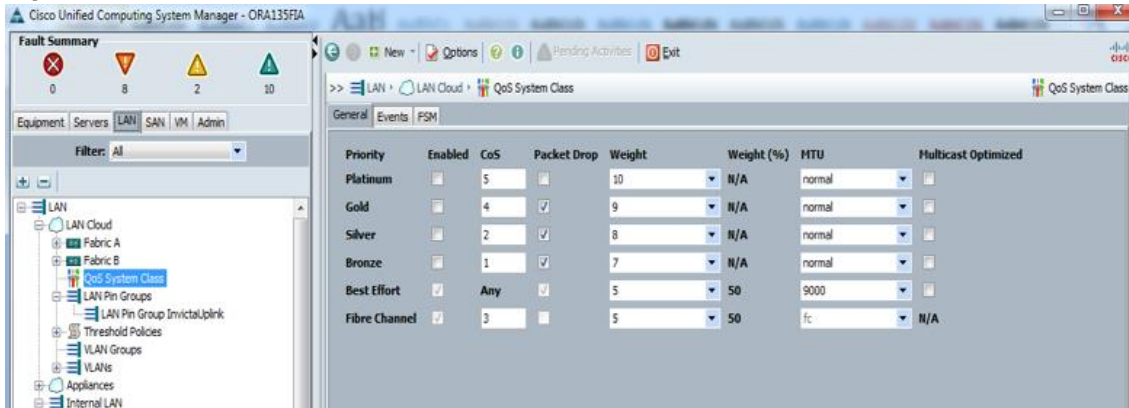 Cisco Unified Computing System Manager - ORA135FIA
Fault Summary
0 8 2 10
New Options Pending Activities Exit
>> LAN LAN Cloud QoS System Class QoS System Class
Equipment Servers LAN SAN VM Admin
Filter: All
General Events FSM
Priority Enabled CoS Packet Drop Weight Weight (%) MTU Multicast Optimized
Platinum 5 10 N/A normal
Gold 4 9 N/A normal
Silver 2 8 N/A normal
Bronze 1 7 N/A normal
Best Effort Any 5 50 9000
Fibre Channel 3 5 50 fc N/A
LAN
LAN Cloud
Fabric A
Fabric B
QoS System Class
LAN Pin Groups
LAN Pin Group InvictaUplink
Threshold Policies
VLAN Groups
VLANs
Appliances
Internal LAN